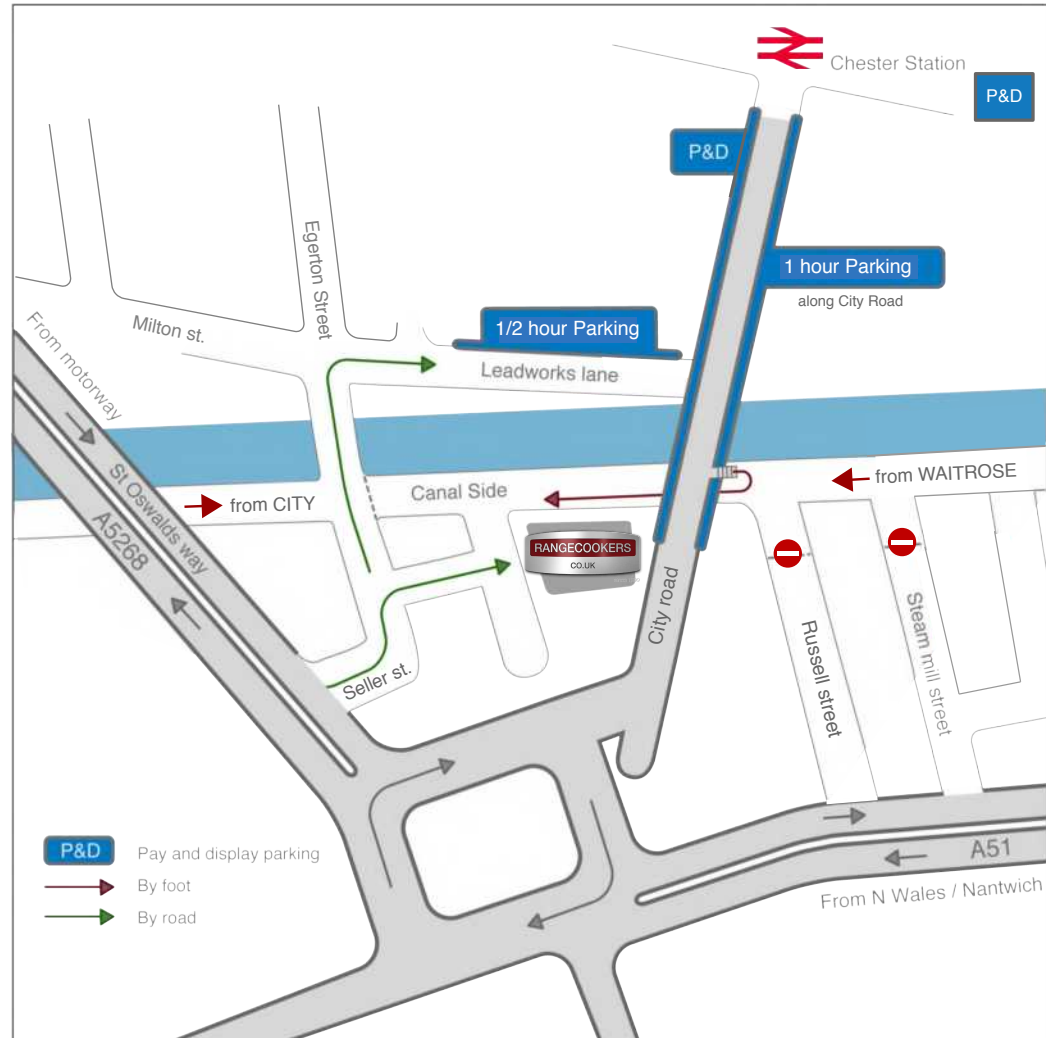 Chester Station
P&D
P&D
Egerton Street
1 hour Parking
along City Road
Milton st.
1/2 hour Parking
From motorway
Leadworks lane
St Oswalds way
from CITY
Canal Side
from WAITROSE
A5268
RANGECOOKERS
CO.UK
City road
Russell street
Steam mill street
Seller st.
P&D
Pay and display parking
By foot
By road
A51
From N Wales / Nantwich